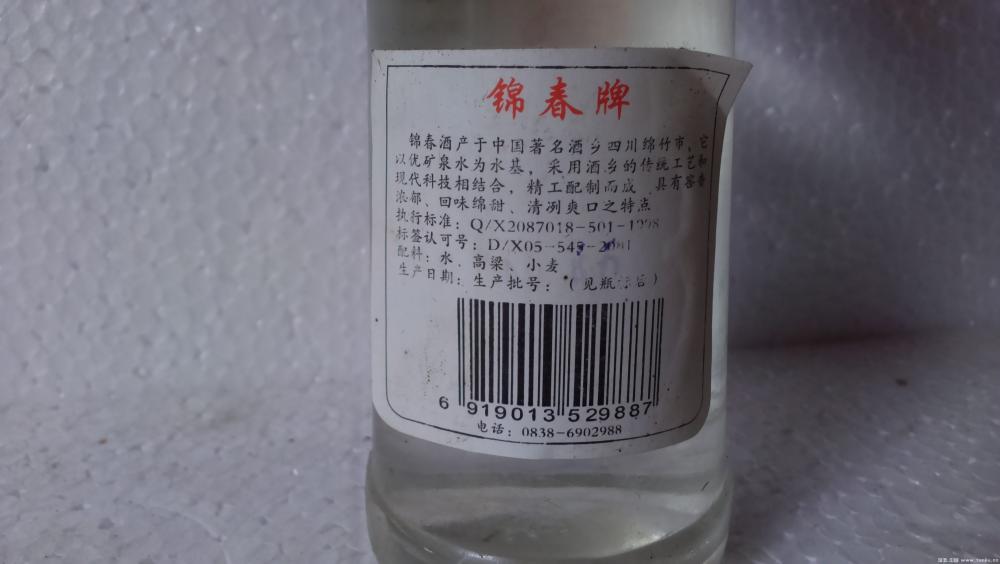 锦春牌
锦春酒产于中国著名酒乡四川绵竹市，它
以优矿泉水为水基，采用酒乡的传统工艺和
现代科技相结合，精工配制而成 具有窖香
浓郁、回味绵甜、清冽爽口之特点
执行标准：Q/X2087018-501-1998
标签认可号：D/X05-545-2001
配料：水、高梁、小麦
生产日期：生产批号：（见瓶 后）
6 919013 529887
电话：0838-6902988